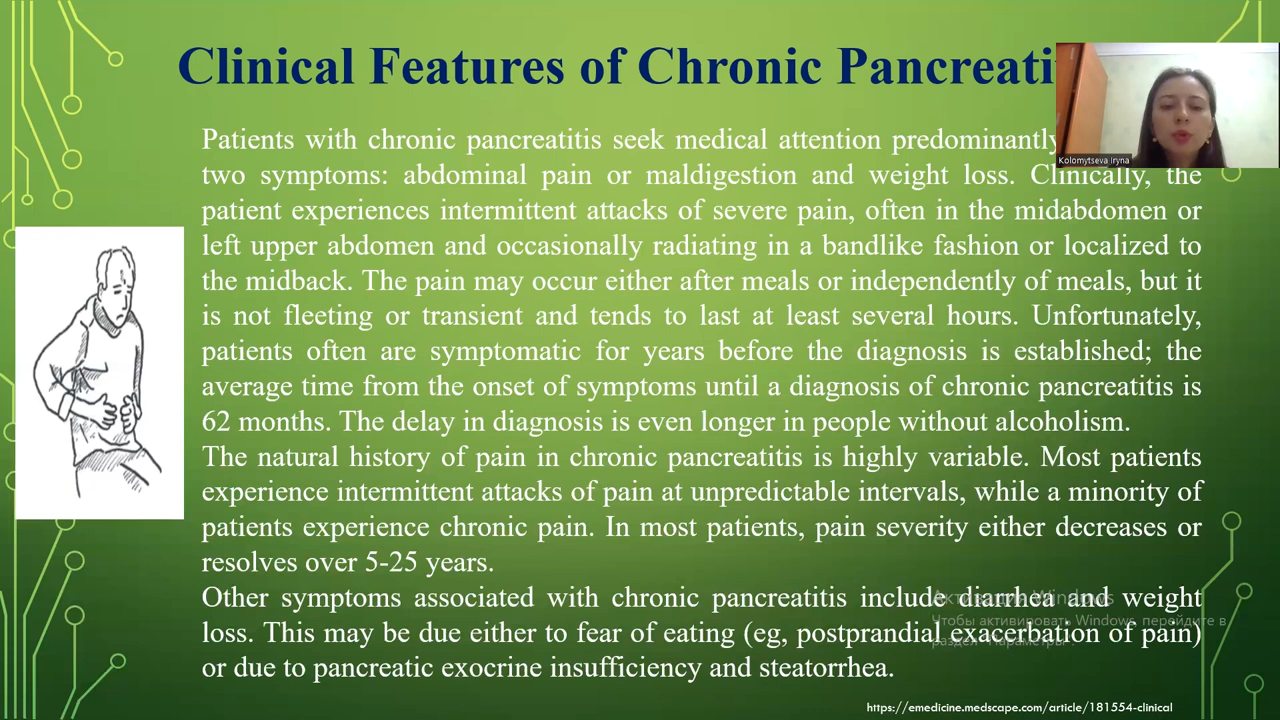 Clinical Features of Chronic Pancreati
Kolomytseva Iryna
Patients with chronic pancreatitis seek medical attention predominantly
two symptoms: abdominal pain or maldigestion and weight loss. Clinically, the
patient experiences intermittent attacks of severe pain, often in the midabdomen or
left upper abdomen and occasionally radiating in a bandlike fashion or localized to
the midback. The pain may occur either after meals or independently of meals, but it
is not fleeting or transient and tends to last at least several hours. Unfortunately,
patients often are symptomatic for years before the diagnosis is established; the
average time from the onset of symptoms until a diagnosis of chronic pancreatitis is
62 months. The delay in diagnosis is even longer in people without alcoholism.
The natural history of pain in chronic pancreatitis is highly variable. Most patients
experience intermittent attacks of pain at unpredictable intervals, while a minority of
patients experience chronic pain. In most patients, pain severity either decreases or
resolves over 5-25 years.
Other symptoms associated with chronic pancreatitis include diarrhea and weight
loss. This may be due either to fear of eating (eg, postprandial exacerbation of pain)
or due to pancreatic exocrine insufficiency and steatorrhea.
Активация Windows
Чтобы активировать Windows, перейдите в
раздел "Параметры".
https://emedicine.medscape.com/article/181554-clinical